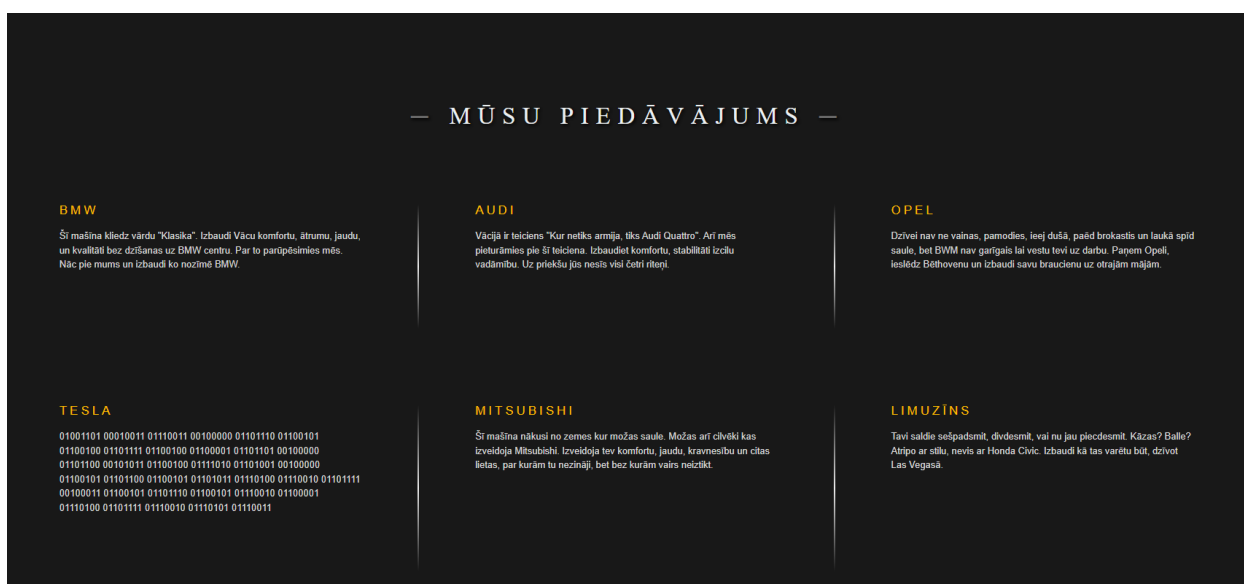 — MŪSU PIEDĀVĀJUMS —
BMW
Šī mašīna kliedz vārdu "Klasika". Izbaudi Vācu komfortu, ātrumu, jaudu,
un kvalitāti bez dzīšanas uz BMW centru. Par to parūpēsimies mēs.
Nāc pie mums un izbaudi ko nozīmē BMW.
AUDI
Vācijā ir teiciens "Kur netiks armija, tiks Audi Quattro". Arī mēs
pieturāmies pie šī teiciena. Izbaudiet komfortu, stabilitāti izcilu
vadāmību. Uz priekšu jūs nesīs visi četri riteņi.
OPEL
Dzīvei nav ne vainas, pamodies, ieej dušā, paēd brokastis un laukā spīd
saule, bet BWM nav garīgais lai vestu tevi uz darbu. Paņem Opeli,
ieslēdz Bēthovenu un izbaudi savu braucienu uz otrajām mājām.
TESLA
01001101 00010011 01110011 00100000 01101110 01100101
01100100 01101111 01100100 01100001 01101101 00100000
01101100 00101011 01100100 01111010 01101001 00100000
01100101 01101100 01100101 01101011 01110100 01110010 01101111
00100011 01100101 01101110 01100101 01110010 01100001
01110100 01101111 01110010 01110101 01110011
MITSUBISHI
Šī mašīna nākusi no zemes kur možas saule. Možas arī cilvēki kas
izveidoja Mitsubishi. Izveidoja tev komfortu, jaudu, kravnesību un citas
lietas, par kurām tu nezināji, bet bez kurām vairs neiztikt.
LIMUZĪNS
Tavi saldie sešpadsmit, divdesmit, vai nu jau piecdesmit. Kāzas? Balle?
Atripo ar stilu, nevis ar Honda Civic. Izbaudi kā tas varētu būt, dzīvot
Las Vegasā.